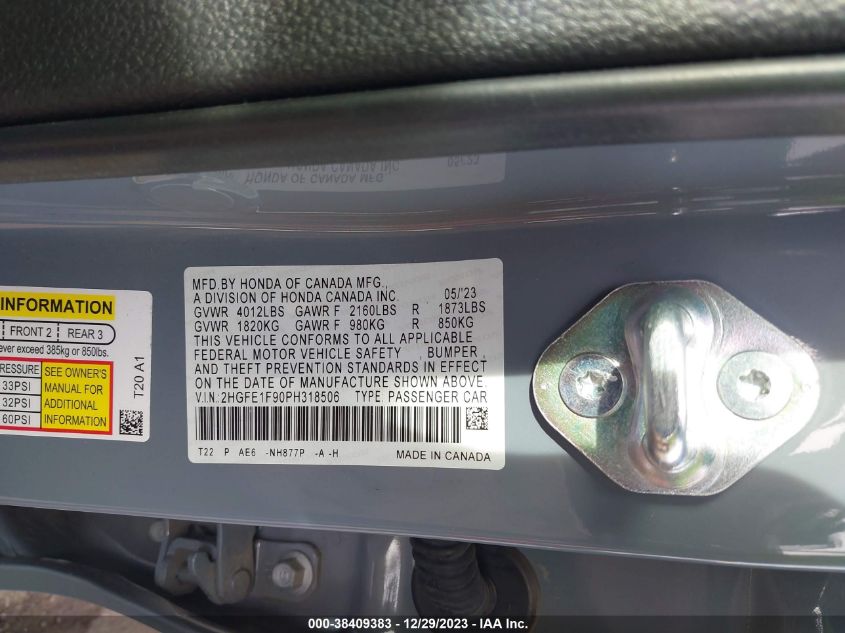 HONDA OF CANADA MFG.
HONDA CANADA INC
INFORMATION
FRONT 2 REAR 3
ever exceed 385kg or 850lbs.
PRESSURE
33PSI
32PSI
60PSI
SEE OWNER'S
MANUAL FOR
ADDITIONAL
INFORMATION
T20 A1
MFD.BY HONDA OF CANADA MFG.,
A DIVISION OF HONDA CANADA INC. 05/'23
GVWR 4012LBS GAWR F 2160LBS R 1873LBS
GVWR 1820KG GAWR F 980KG R 850KG
THIS VEHICLE CONFORMS TO ALL APPLICABLE
FEDERAL MOTOR VEHICLE SAFETY , BUMPER,
AND THEFT PREVENTION STANDARDS IN EFFECT
ON THE DATE OF MANUFACTURE SHOWN ABOVE.
V.I.N:2HGFE1F90PH318506 TYPE PASSENGER CAR
T22 P AE6 -NH877P -A -H MADE IN CANADA
000-38409383 - 12/29/2023 - IAA Inc.